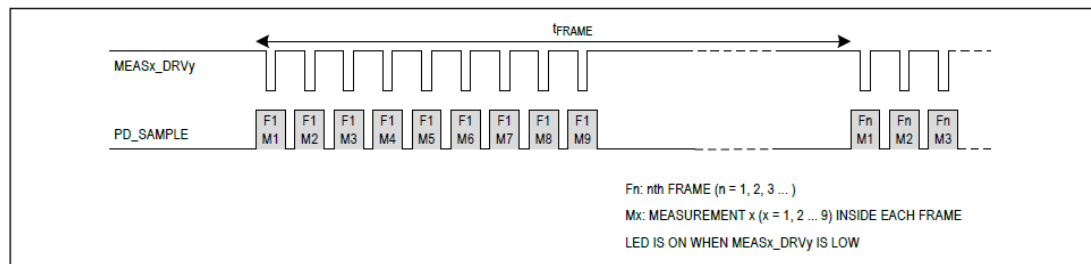 tFRAME
MEASx_DRVy
PD_SAMPLE
F1 F1 F1 F1 F1 F1 F1 F1 F1 Fn Fn Fn
M1 M2 M3 M4 M5 M6 M7 M8 M9 M1 M2 M3
Fn: nth FRAME (n = 1, 2, 3 ... )
Mx: MEASUREMENT x (x = 1, 2 ... 9) INSIDE EACH FRAME
LED IS ON WHEN MEASx_DRVy IS LOW